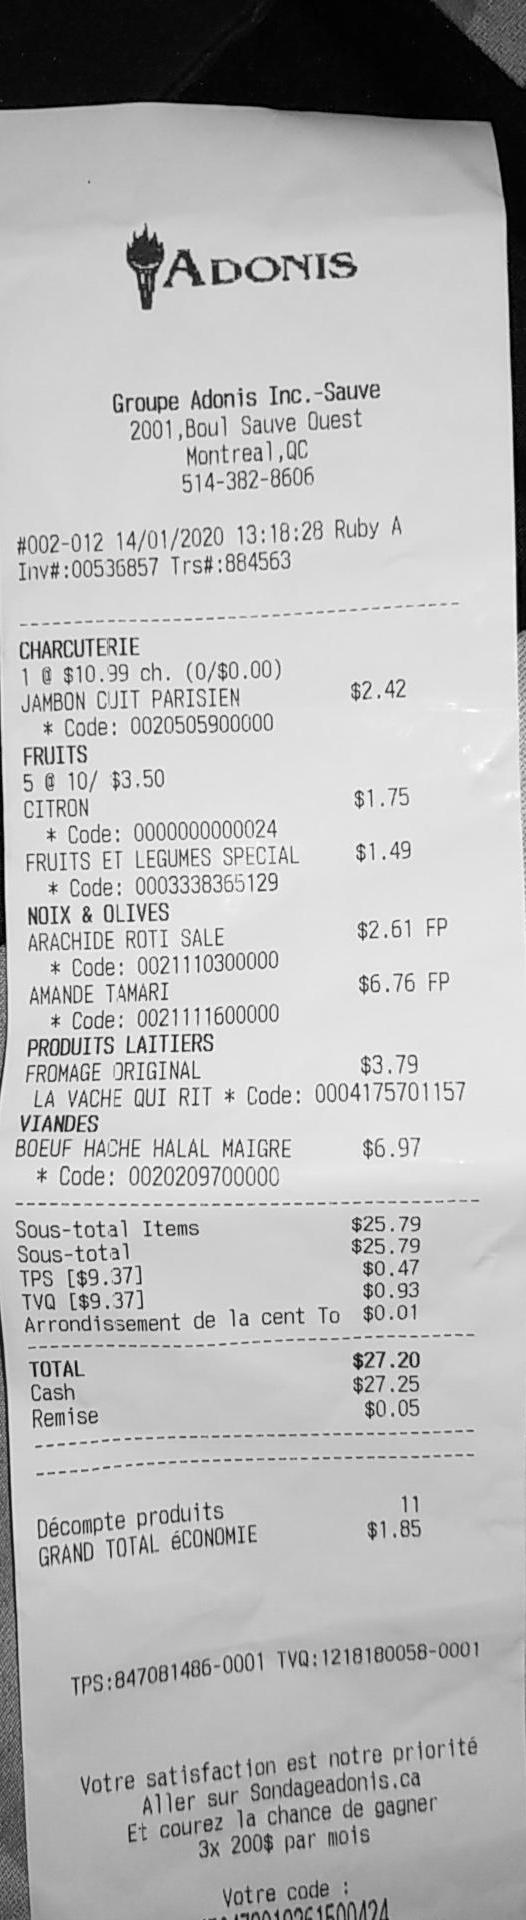 ADONIS
Groupe Adonis Inc.-Sauve
2001,Boul Sauve Ouest
Montreal,QC
514-382-8606
#002-012 14/01/2020 13:18:28 Ruby A
Inv#:00536857 Trs#:884563
CHARCUTERIE
1 @ $10.99 ch. (0/$0.00)
JAMBON CUIT PARISIEN $2.42
* Code: 0020505900000
FRUITS
5 @ 10/ $3.50
CITRON $1.75
* Code: 0000000000024
FRUITS ET LEGUMES SPECIAL $1.49
* Code: 0003338365129
NOIX & OLIVES
ARACHIDE ROTI SALE $2.61 FP
* Code: 0021110300000
AMANDE TAMARI $6.76 FP
* Code: 0021111600000
PRODUITS LAITIERS
FROMAGE ORIGINAL $3.79
LA VACHE QUI RIT * Code: 0004175701157
VIANDES
BOEUF HACHE HALAL MAIGRE $6.97
* Code: 0020209700000
Sous-total Items $25.79
Sous-total $25.79
TPS [$9.37] $0.47
TVQ [$9.37] $0.93
Arrondissement de la cent To $0.01
TOTAL $27.20
Cash $27.25
Remise $0.05
Décompte produits 11
GRAND TOTAL éCONOMIE $1.85
TPS:847081486-0001 TVQ:1218180058-0001
Votre satisfaction est notre priorité
Aller sur Sondageadonis.ca
Et courez la chance de gagner
3x 200$ par mois
Votre code :